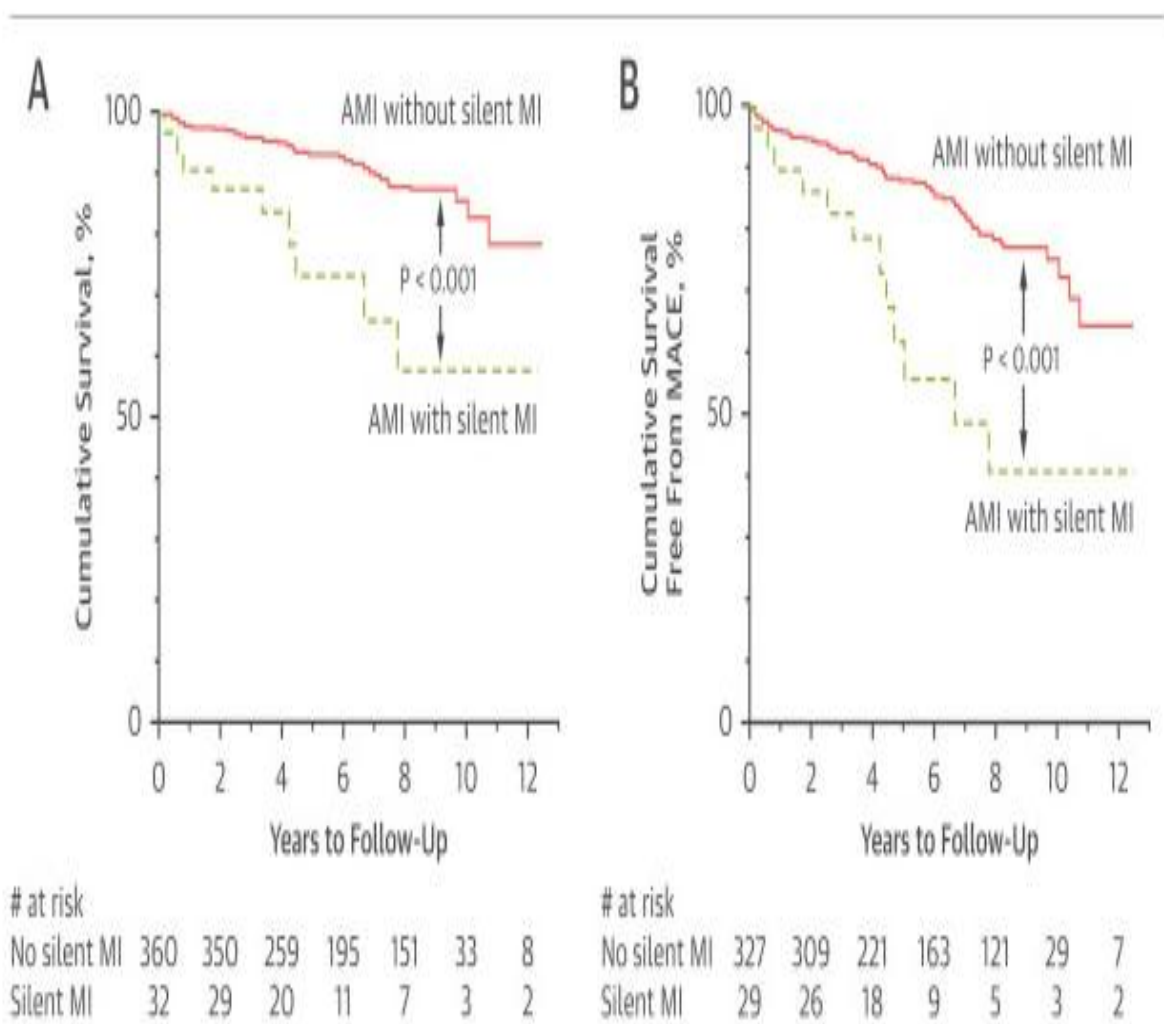 A
Cumulative Survival, %
100
50
0
AMI without silent MI
P < 0.001
AMI with silent MI
0 2 4 6 8 10 12
Years to Follow-Up
# at risk
No silent MI 360 350 259 195 151 33 8
Silent MI 32 29 20 11 7 3 2
B
Cumulative Survival
Free From MACE, %
100
50
0
AMI without silent MI
P < 0.001
AMI with silent MI
0 2 4 6 8 10 12
Years to Follow-Up
# at risk
No silent MI 327 309 221 163 121 29 7
Silent MI 29 26 18 9 5 3 2